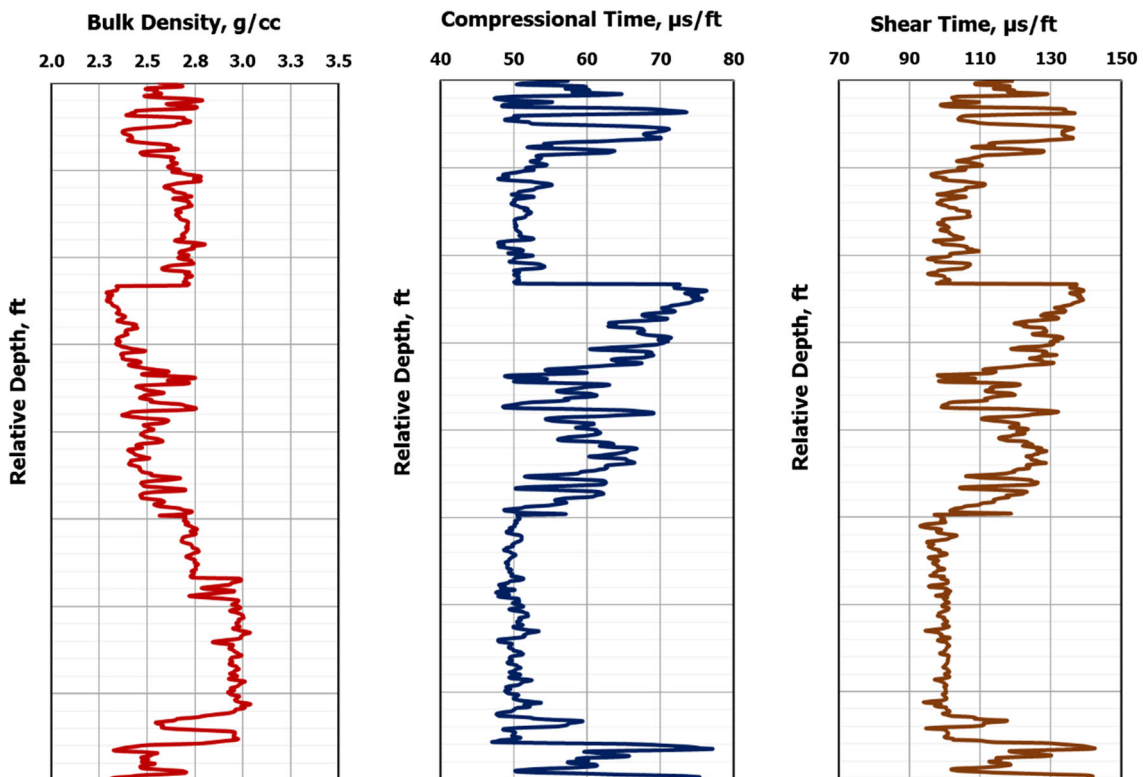 Bulk Density, g/cc
2.0 2.3 2.5 2.8 3.0 3.3 3.5
Relative Depth, ft
Compressional Time, µs/ft
40 50 60 70 80
Relative Depth, ft
Shear Time, µs/ft
70 90 110 130 150
Relative Depth, ft